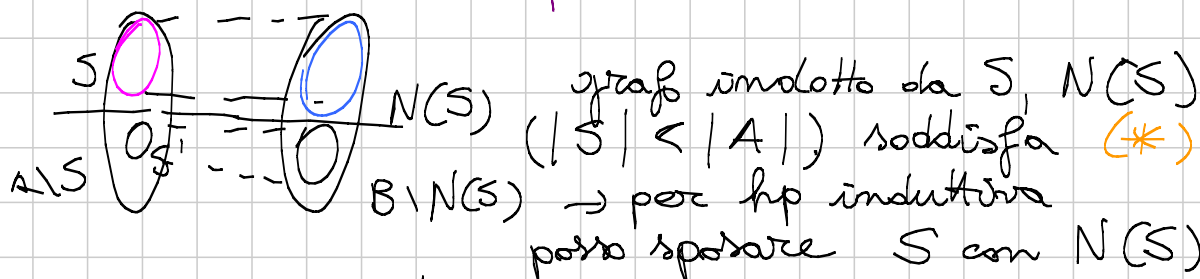 S
N(S)
A\S
S'
B\N(S)
grafo indotto da S, N(S)
(|S| < |A|) soddisfa (*)
→ per hp induttiva
posso sposare S con N(S)